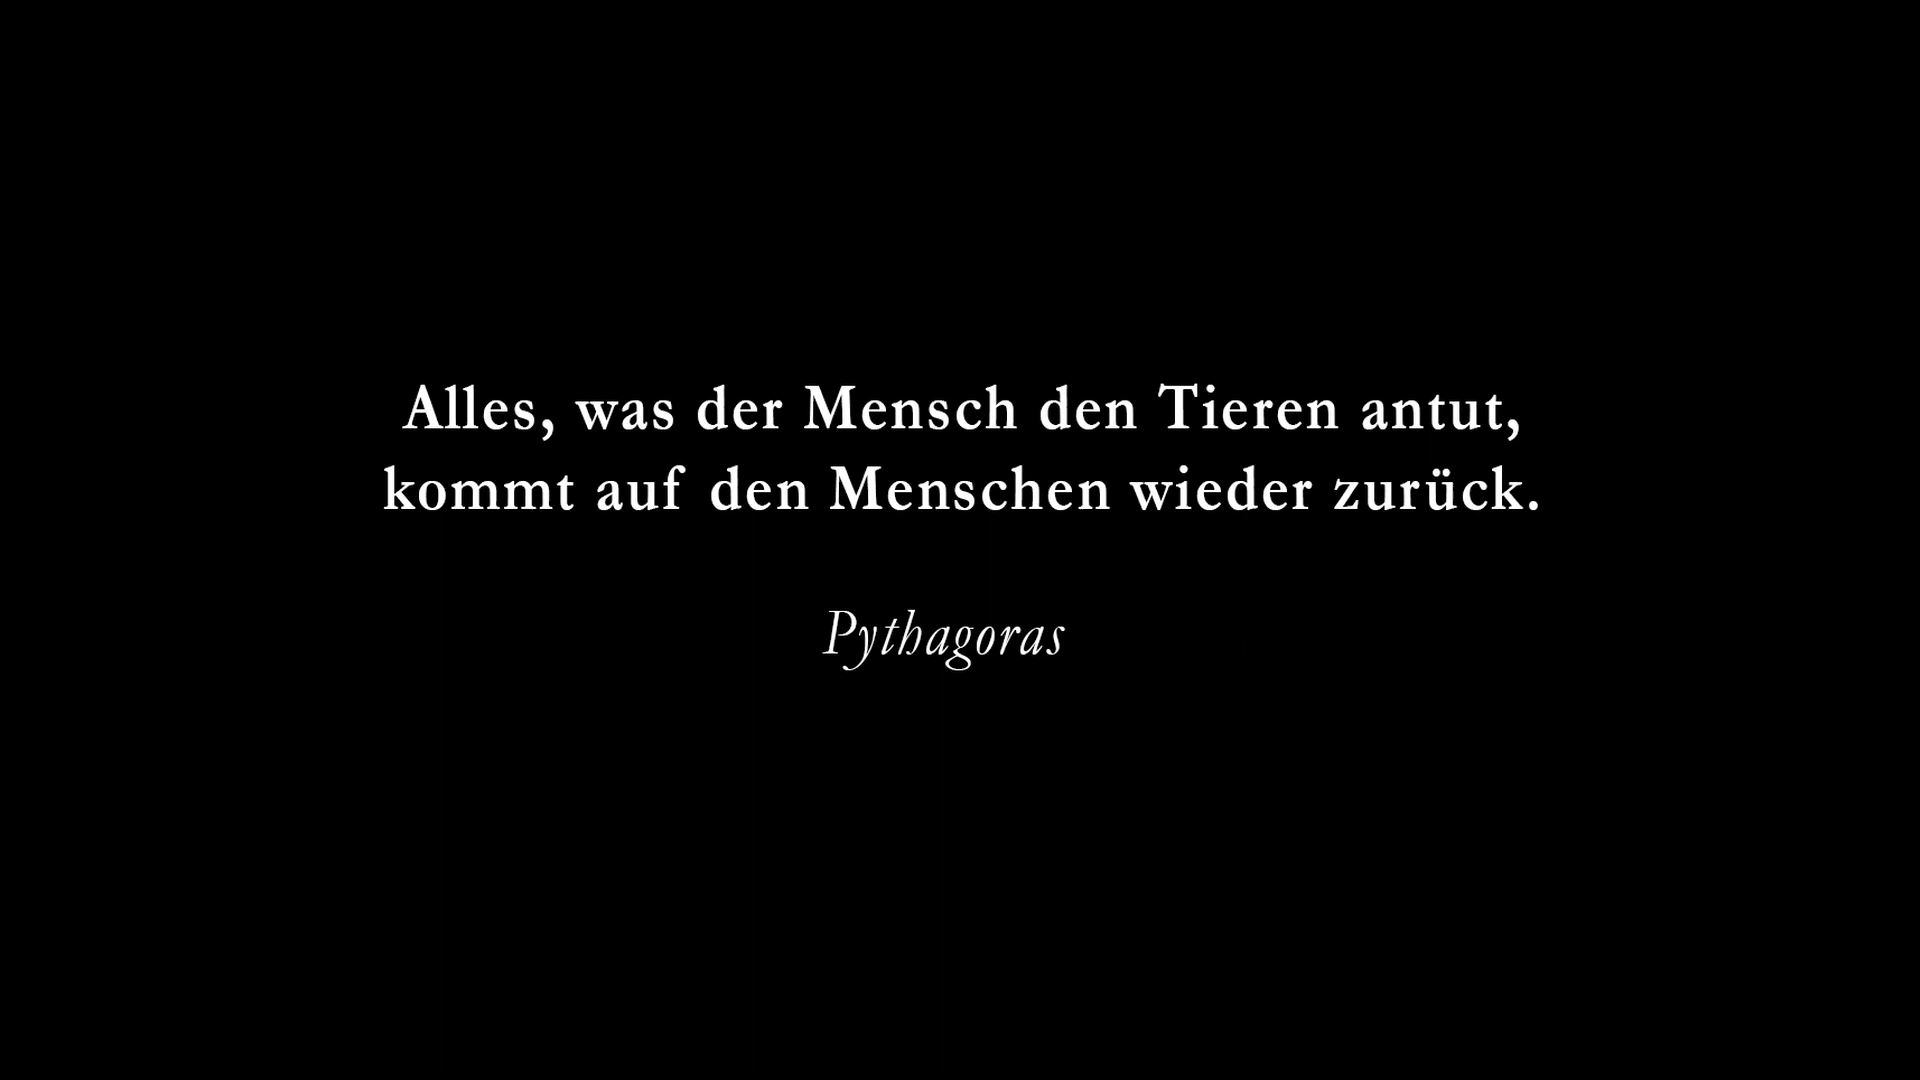 Alles, was der Mensch den Tieren antut,
kommt auf den Menschen wieder zurück.
Pythagoras